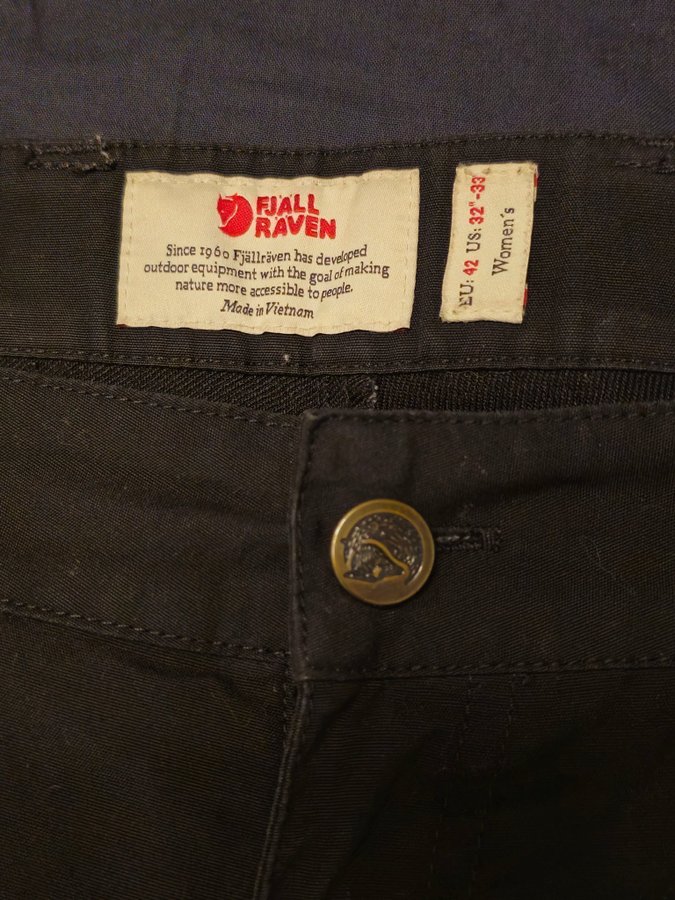 FJÄLL
RÄVEN
Since 1960 Fjällräven has developed
outdoor equipment with the goal of making
nature more accessible to people.
Made in Vietnam
EU: 42 US: 32"-33
Women´s